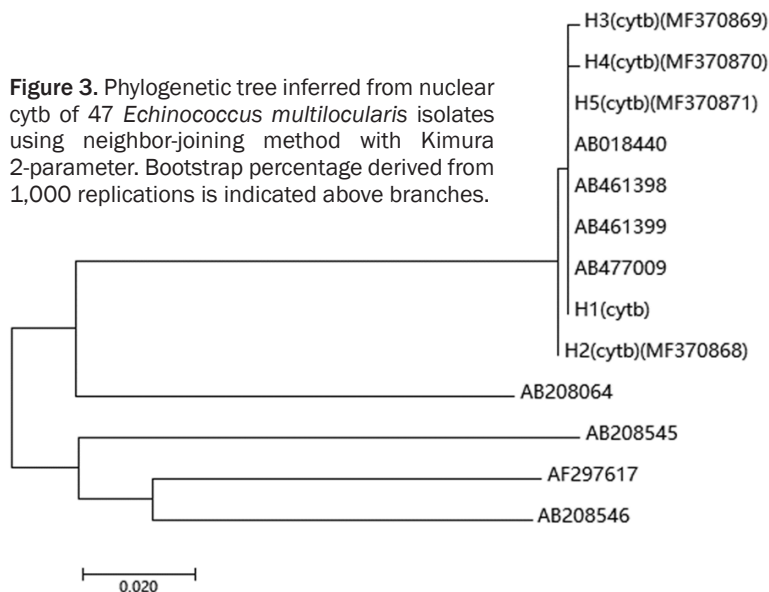 H3(cytb)(MF370869)
H4(cytb)(MF370870)
Figure 3. Phylogenetic tree inferred from nuclear
cytb of 47 Echinococcus multilocularis isolates
using neighbor-joining method with Kimura
2-parameter. Bootstrap percentage derived from
1,000 replications is indicated above branches.
H5(cytb)(MF370871)
AB018440
AB461398
AB461399
AB477009
H1(cytb)
H2(cytb)(MF370868)
AB208064
AB208545
AF297617
AB208546
0.020